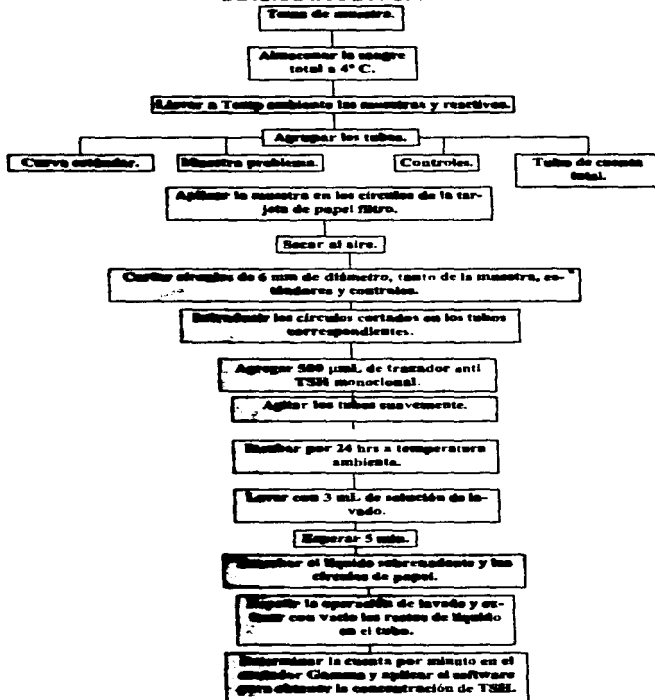 Toma de muestra.
Almacenar la sangre
total a 4° C.
Llevar a Temp ambiente las muestras y reactivos.
Agrupar los tubos.
Curva estándar.
Muestra problema.
Controles.
Tubo de cuenta
total.
Aplicar la muestra en los círculos de la tar-
jeta de papel filtro.
Secar al aire.
Cortar círculos de 6 mm de diámetro, tanto de la muestra, es-
tándares y controles.
Introducir los círculos cortados en los tubos
correspondientes.
Agregar 500 µmL de trazador anti
TSH monoclonal.
Agitar los tubos suavemente.
Incubar por 24 hrs a temperatura
ambiente.
Lavar con 3 mL de solución de la-
vado.
Esperar 5 min.
el líquido sobrenadante y los
círculos de papel.
Repetir la operación de lavado y
con vacío los restos de líquido
en el tubo.
Determinar la cuenta por minuto en el
contador Gamma y aplicar el software
para obtener la concentración de TSH.